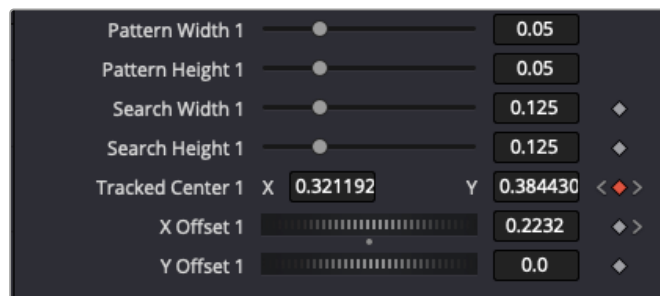 Pattern Width 1 0.05
Pattern Height 1 0.05
Search Width 1 0.125
Search Height 1 0.125
Tracked Center 1 X 0.321192 Y 0.384430
X Offset 1 0.2232
Y Offset 1 0.0